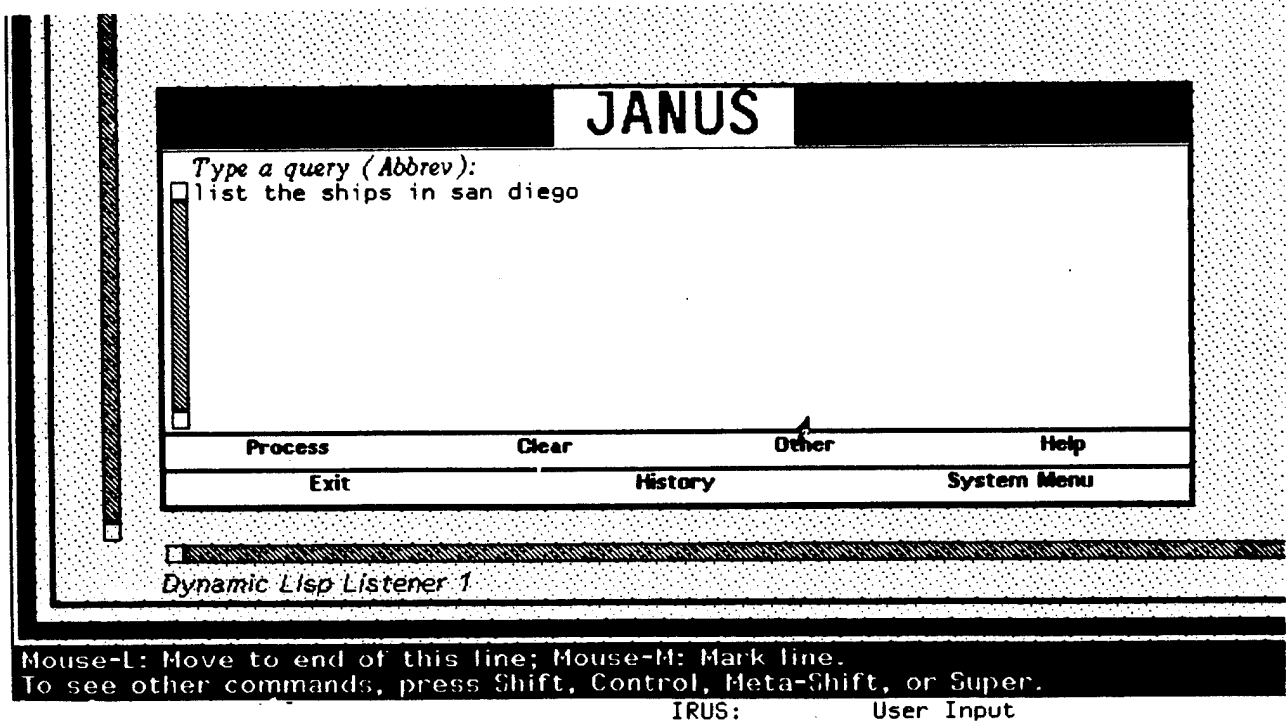 JANUS
Type a query (Abbrev):
list the ships in san diego
Process Clear Other Help
Exit History System Menu
Dynamic Lisp Listener 1
Mouse-L: Move to end of this line; Mouse-M: Mark line.
To see other commands, press Shift, Control, Meta-Shift, or Super.
IRUS: User Input